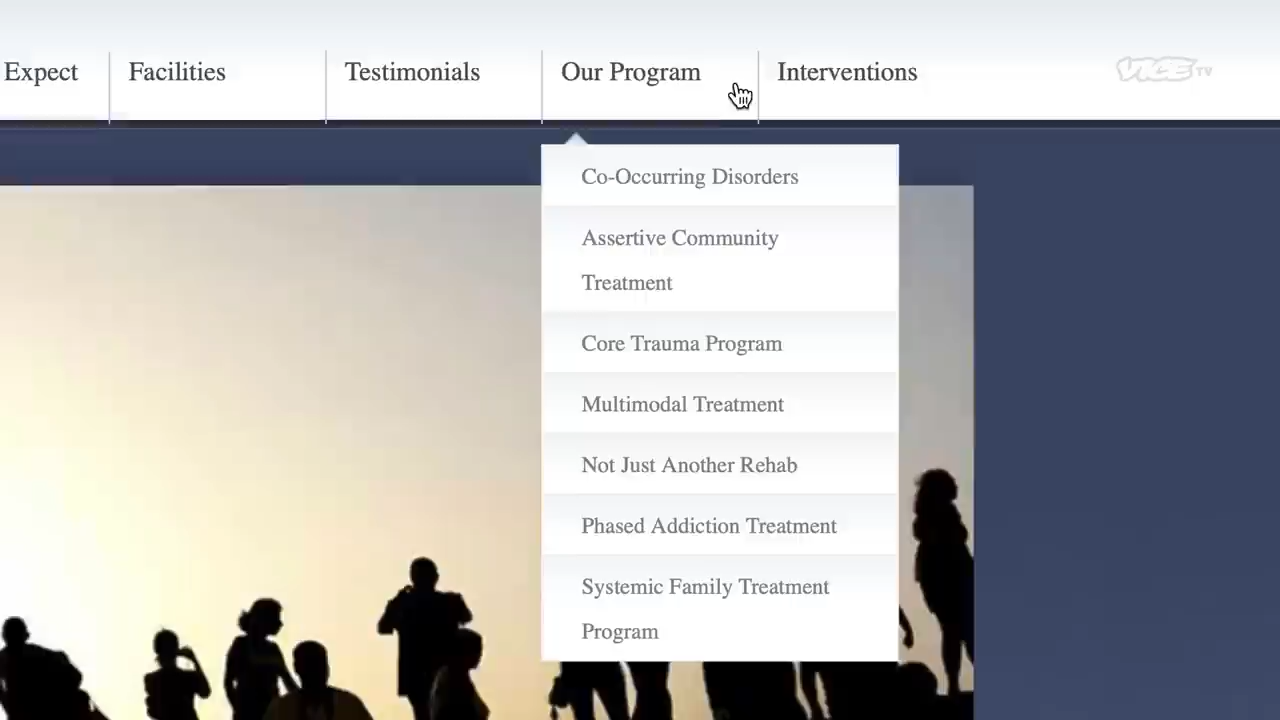 Expect
Facilities
Testimonials
Our Program
Interventions
VICE TV
Co-Occurring Disorders
Assertive Community
Treatment
Core Trauma Program
Multimodal Treatment
Not Just Another Rehab
Phased Addiction Treatment
Systemic Family Treatment
Program